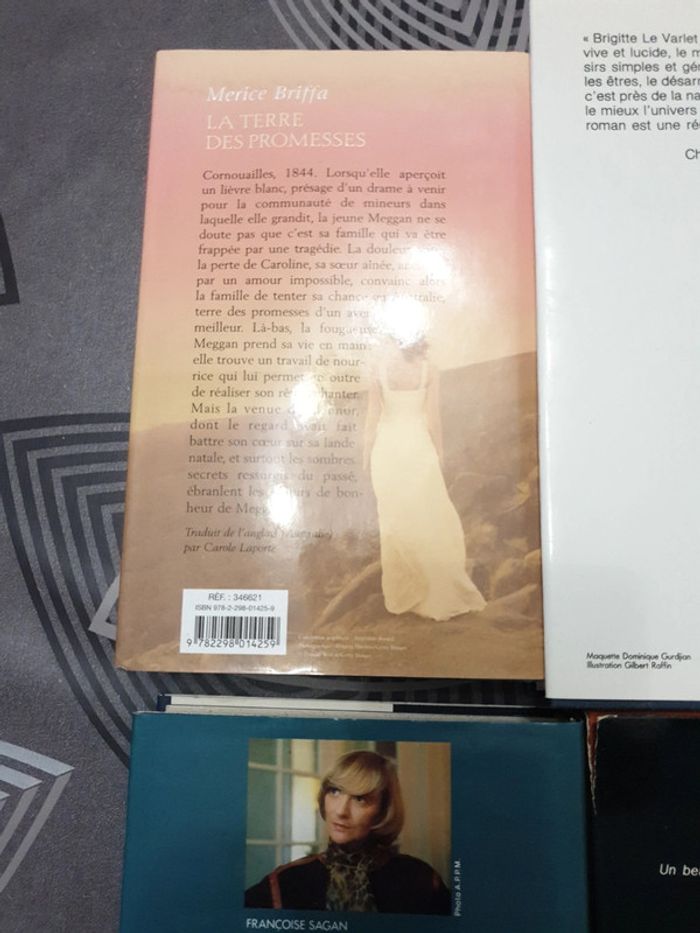 Merice Briffa
LA TERRE
DES PROMESSES
Cornouailles, 1844. Lorsqu'elle aperçoit
un lièvre blanc, présage d'un drame à venir
pour la communauté de mineurs dans
laquelle elle grandit, la jeune Meggan ne se
doute pas que c'est sa famille qui va être
frappée par une tragédie. La douleur
la perte de Caroline, sa sœur aînée,
par un amour impossible, convainc alors
la famille de tenter sa chance en Australie,
terre des promesses d'un
meilleur. Là-bas, la fougueuse
Meggan prend sa vie en main:
elle trouve un travail de nour-
rice qui lui permet en outre
de réaliser son chanter.
Mais la venue
dont le regard avait fait
battre son cœur sur sa lande
natale, et surtout les sombres
secrets ressurgis du passé,
ébranlent les de bon-
heur de
Traduit de l'anglais (Australie)
par Carole Laporte
RÉF. : 346621
ISBN 978-2-298-01425-9
9 782298 014259
« Brigitte Le Varlet
vive et lucide, le m
sirs simples et gén
les êtres, le désarr
c'est près de la na
le mieux l'univers
roman est une ré
Ch
Maquette Dominique Gurdjian
Illustration Gilbert Raffin
Photo A.P.P.M.
FRANÇOISE SAGAN
Un bea